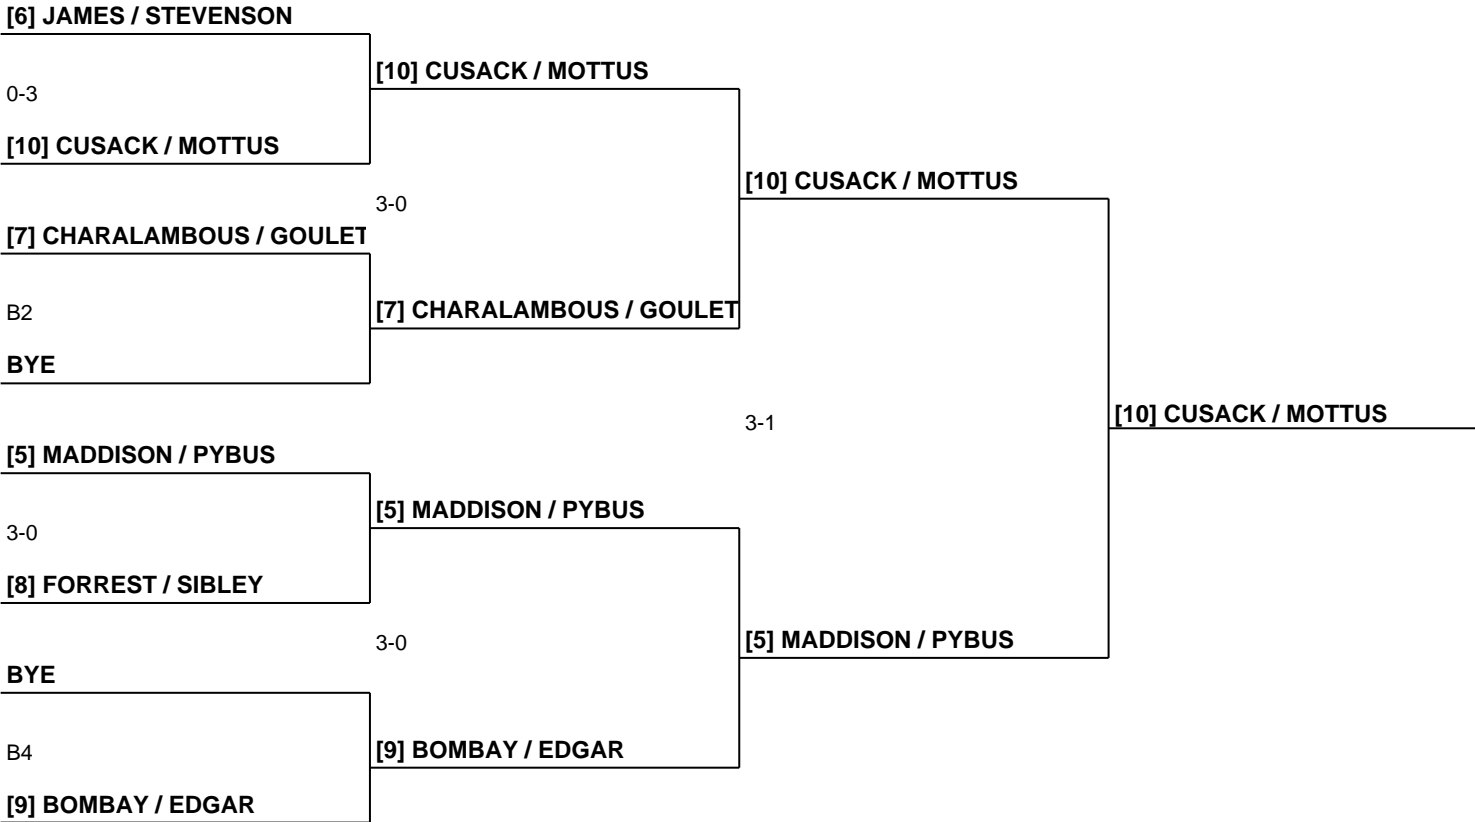 [6] JAMES / STEVENSON
[10] CUSACK / MOTTUS
0-3
[10] CUSACK / MOTTUS
[10] CUSACK / MOTTUS
3-0
[7] CHARALAMBOUS / GOULET
[7] CHARALAMBOUS / GOULET
B2
BYE
[10] CUSACK / MOTTUS
3-1
[5] MADDISON / PYBUS
[5] MADDISON / PYBUS
3-0
[8] FORREST / SIBLEY
[5] MADDISON / PYBUS
3-0
BYE
[9] BOMBAY / EDGAR
B4
[9] BOMBAY / EDGAR